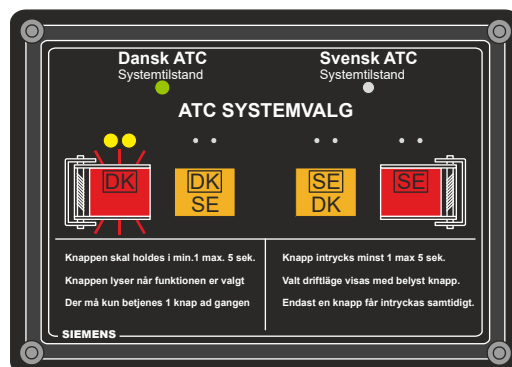 Dansk ATC
Systemtilstand
Svensk ATC
Systemtilstand
ATC SYSTEMVALG
DK
DK
SE
SE
DK
SE
Knappen skal holdes i min.1 max. 5 sek.
Knappen lyser når funktionen er valgt
Der må kun betjenes 1 knap ad gangen
Knapp intrycks minst 1 max 5 sek.
Valt driftläge visas med belyst knapp.
Endast en knapp får intryckas samtidigt.
SIEMENS